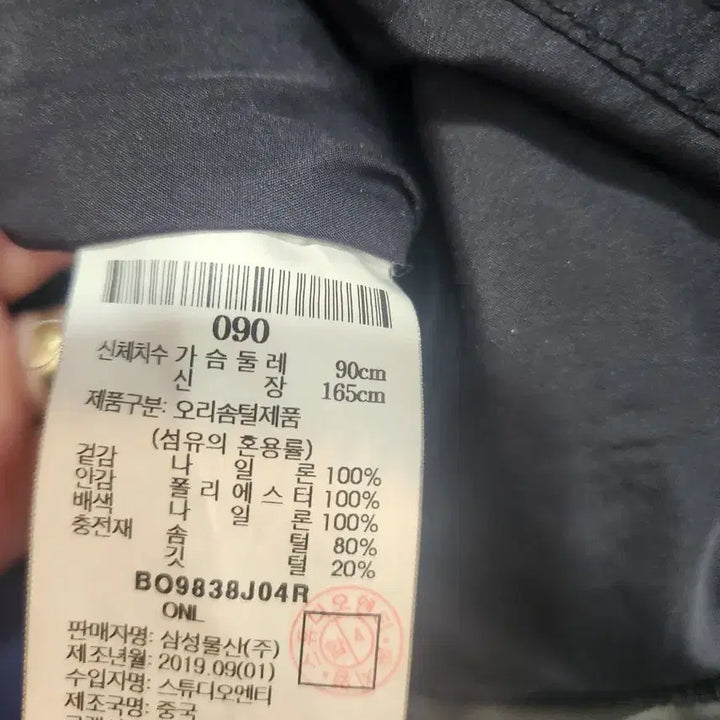 090
신체치수 가 슴 둘 레 90cm
신 장 165cm
제품구분: 오리솜털제품
(섬유의 혼용률)
겉감 나 일 론 100%
안감 폴 리 에 스 터 100%
배색 나 일 론 100%
충전재 솜 털 80%
깃 털 20%
BO9838J04R
ONL
판매자명: 삼성물산(주)
제조년월: 2019.09(01)
수입자명: 스튜디오엔티
제조국명: 중국